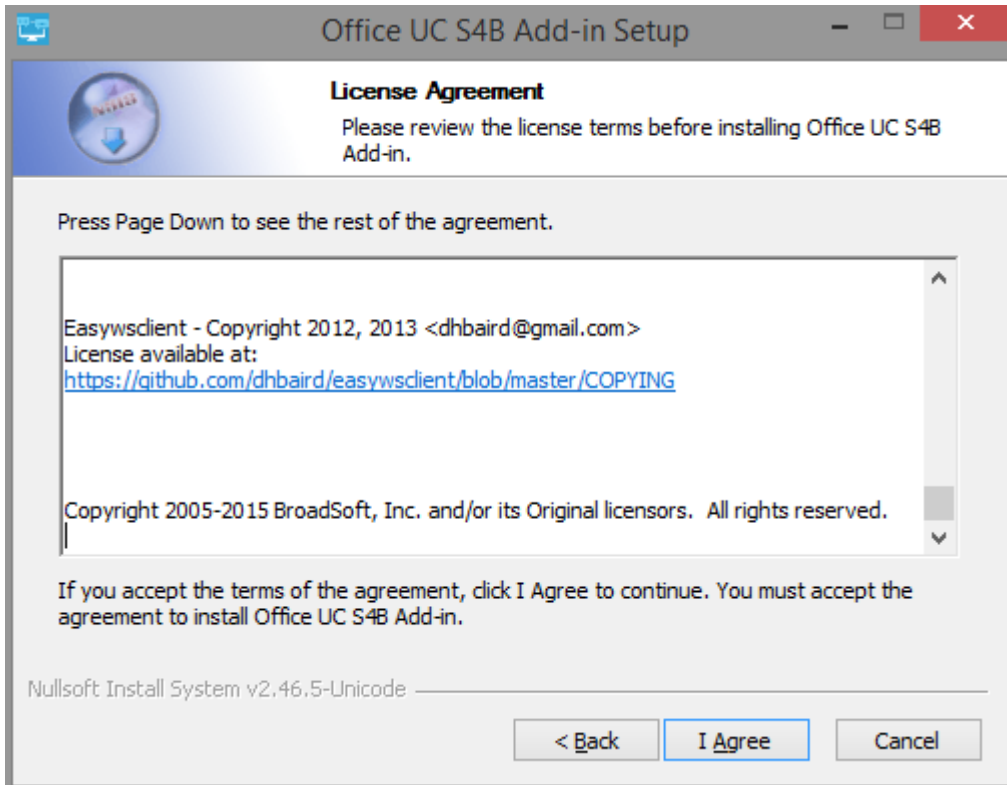 Office UC S4B Add-in Setup
License Agreement
Please review the license terms before installing Office UC S4B
Add-in.
Press Page Down to see the rest of the agreement.
Easywsclient - Copyright 2012, 2013 <dhbaird@gmail.com>
License available at:
https://github.com/dhbaird/easywsclient/blob/master/COPYING
Copyright 2005-2015 BroadSoft, Inc. and/or its Original licensors.  All rights reserved.
If you accept the terms of the agreement, click I Agree to continue. You must accept the
agreement to install Office UC S4B Add-in.
Nullsoft Install System v2.46.5-Unicode
< Back
I Agree
Cancel